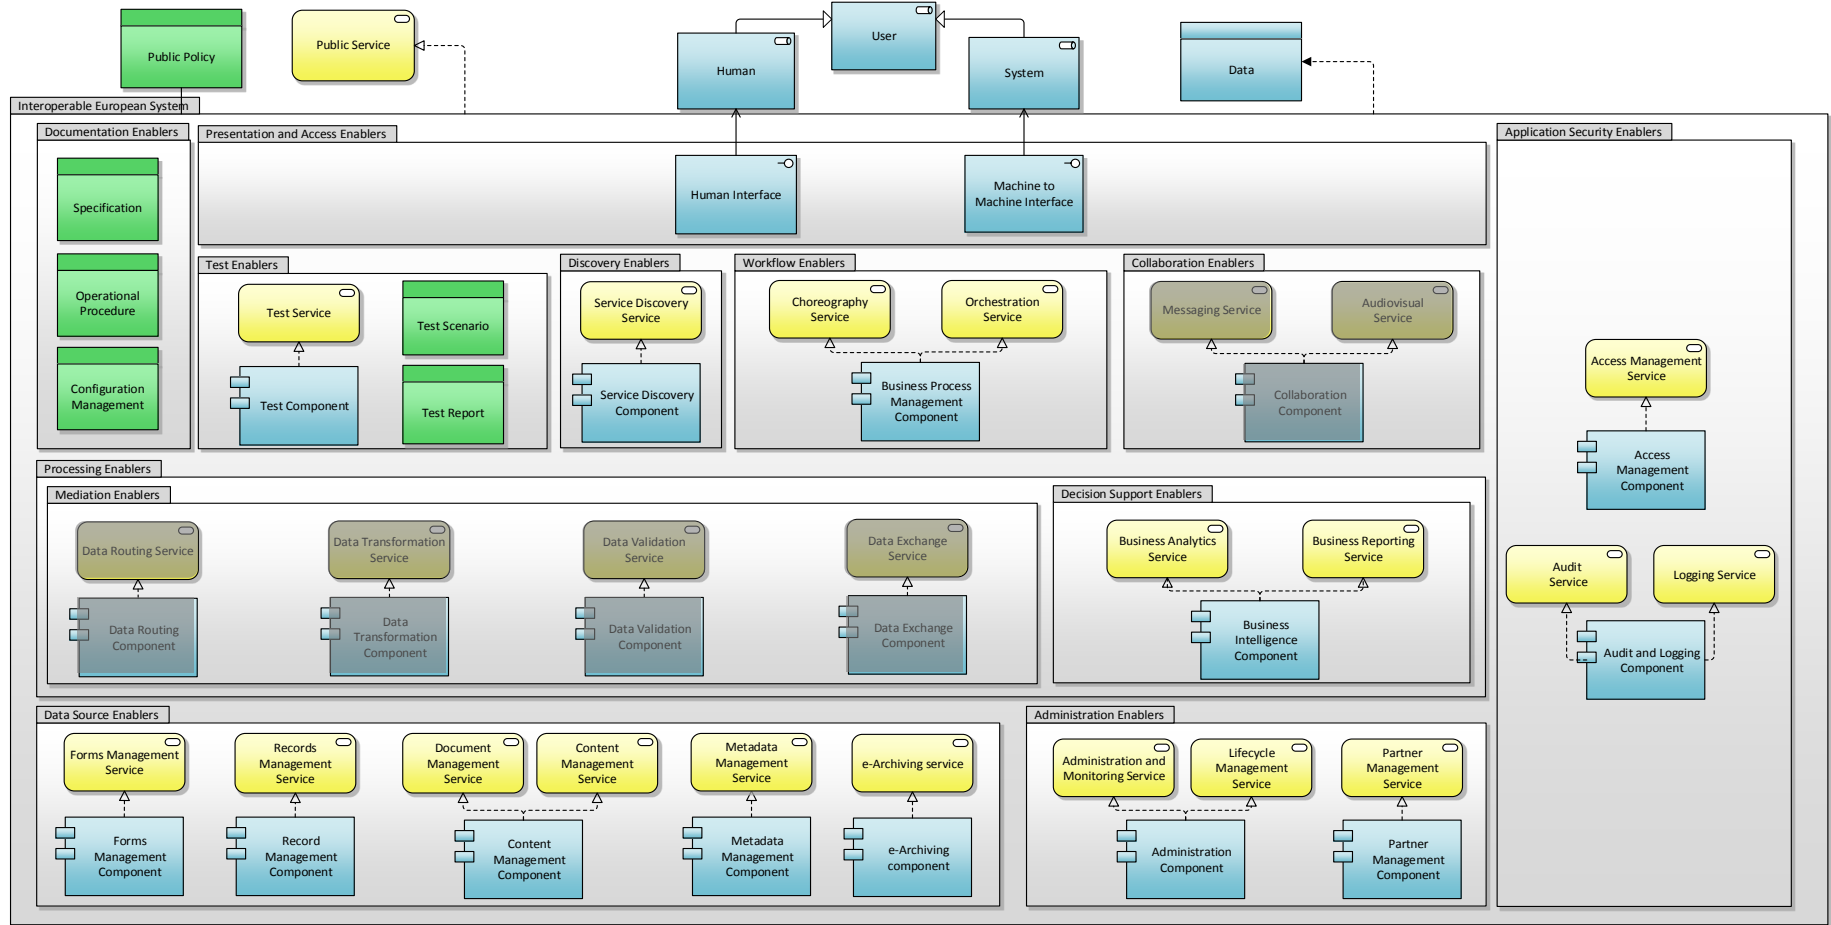 Public Policy
Public Service
User
Human
System
Data
Interoperable European System
Documentation Enablers
Specification
Operational
Procedure
Configuration
Management
Presentation and Access Enablers
Human Interface
Machine to
Machine Interface
Test Enablers
Test Service
Test Component
Test Scenario
Test Report
Discovery Enablers
Service Discovery
Service
Service Discovery
Component
Workflow Enablers
Choreography
Service
Orchestration
Service
Business Process
Management
Component
Collaboration Enablers
Messaging Service
Audiovisual
Service
Collaboration
Component
Application Security Enablers
Access Management
Service
Access
Management
Component
Audit
Service
Logging Service
Audit and Logging
Component
Processing Enablers
Mediation Enablers
Data Routing Service
Data Routing
Component
Data Transformation
Service
Data
Transformation
Component
Data Validation
Service
Data Validation
Component
Data Exchange
Service
Data Exchange
Component
Decision Support Enablers
Business Analytics
Service
Business Reporting
Service
Business
Intelligence
Component
Data Source Enablers
Forms Management
Service
Forms
Management
Component
Records
Management
Service
Record
Management
Component
Document
Management
Service
Content
Management
Service
Content
Management
Component
Metadata
Management
Service
Metadata
Management
Component
e-Archiving service
e-Archiving
component
Administration Enablers
Administration and
Monitoring Service
Lifecycle
Management
Service
Administration
Component
Partner
Management
Service
Partner
Management
Component